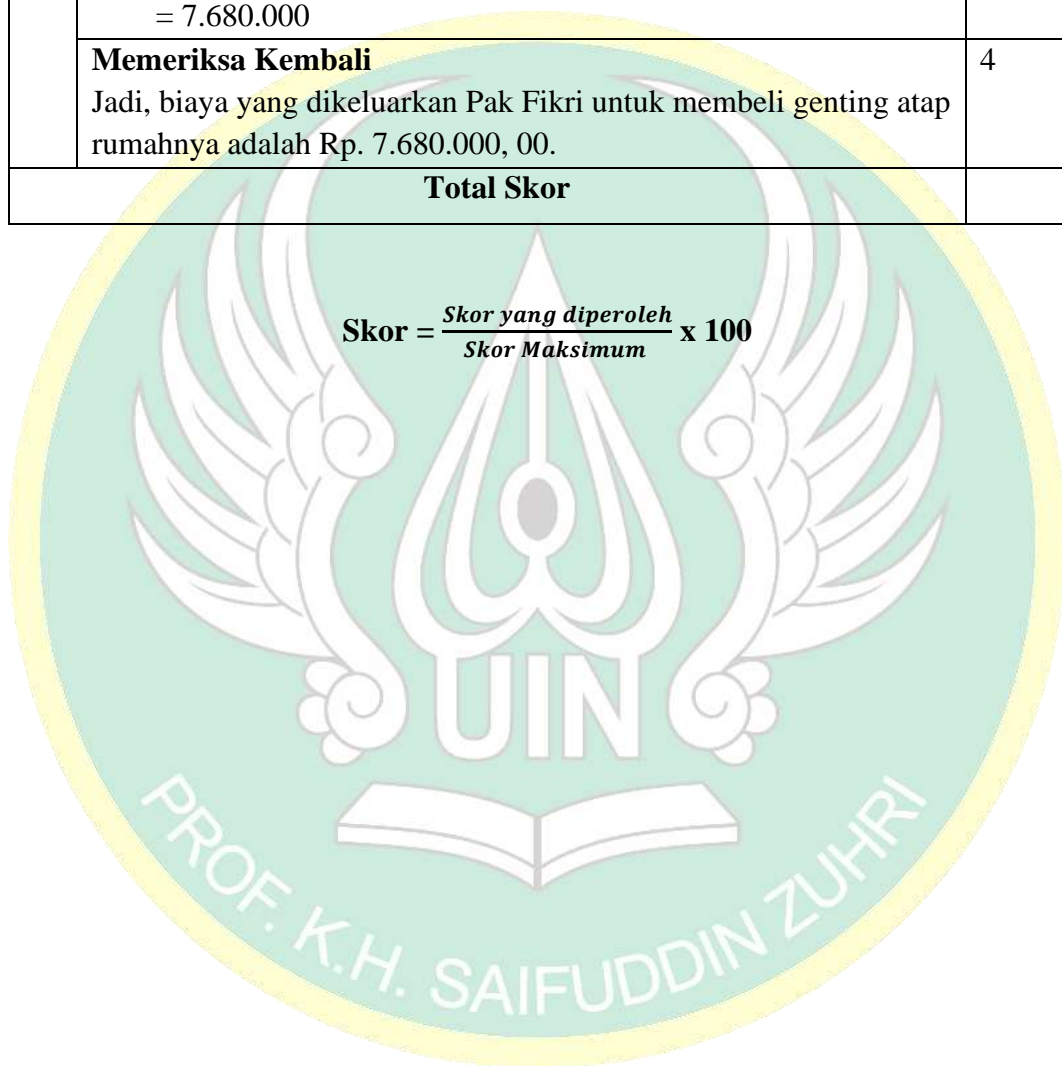 = 7.680.000
Memeriksa Kembali 4
Jadi, biaya yang dikeluarkan Pak Fikri untuk membeli genting atap
rumahnya adalah Rp. 7.680.000, 00.
Total Skor
Skor = Skor yang diperoleh / Skor Maksimum x 100
UIN
PROF. K.H. SAIFUDDIN ZUHRI